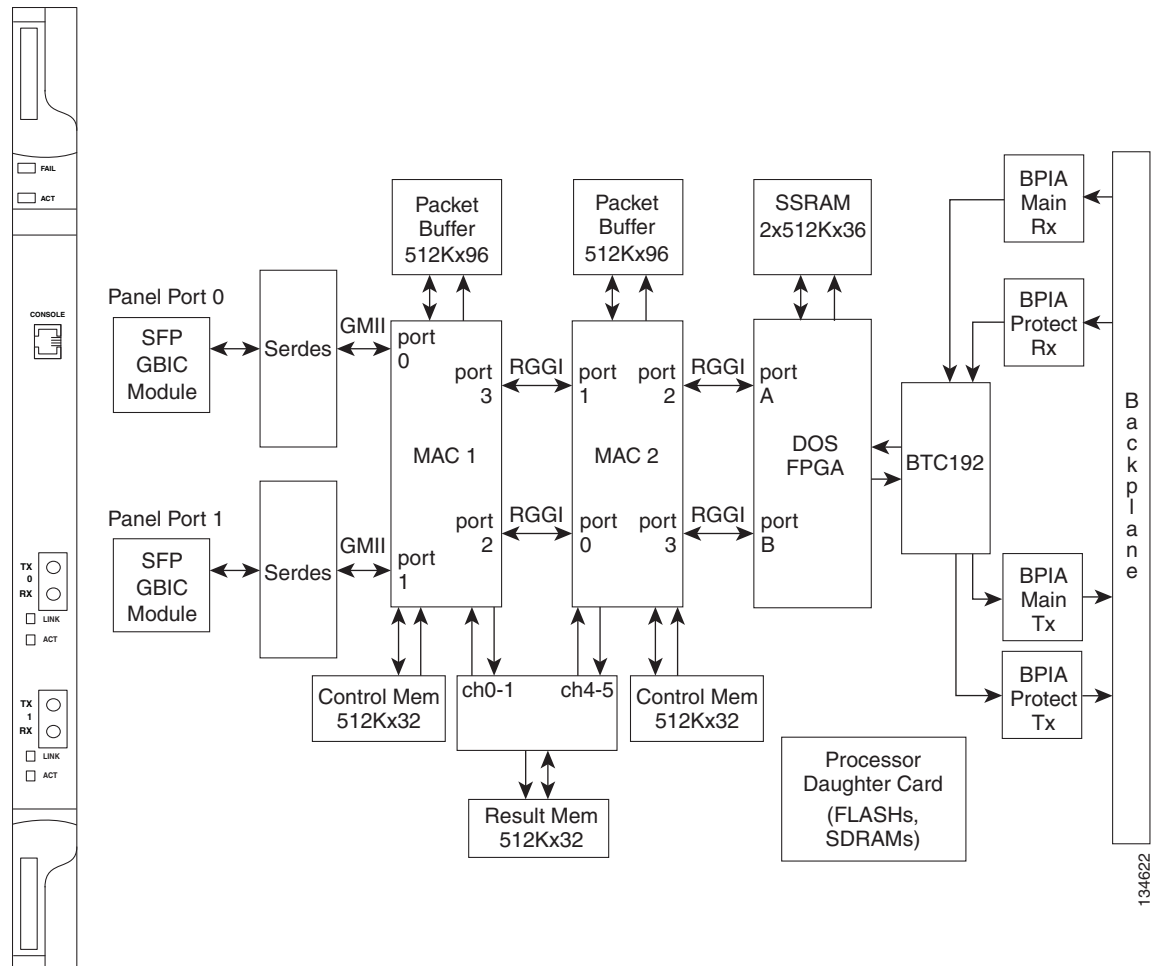 FAIL
ACT
CONSOLE
TX
0
RX
LINK
ACT
TX
1
RX
LINK
ACT
Panel Port 0
SFP
GBIC
Module
Serdes
GMII
Panel Port 1
SFP
GBIC
Module
Serdes
GMII
Packet
Buffer
512Kx96
port
0
port
3
MAC 1
port
2
port
1
RGGI
RGGI
Packet
Buffer
512Kx96
port
1
port
2
MAC 2
port
0
port
3
RGGI
RGGI
SSRAM
2x512Kx36
port
A
DOS
FPGA
port
B
BTC192
BPIA
Main
Rx
BPIA
Protect
Rx
BPIA
Main
Tx
BPIA
Protect
Tx
Backplane
Control Mem
512Kx32
ch0-1
ch4-5
Control Mem
512Kx32
Result Mem
512Kx32
Processor
Daughter Card
(FLASHs,
SDRAMs)
134622